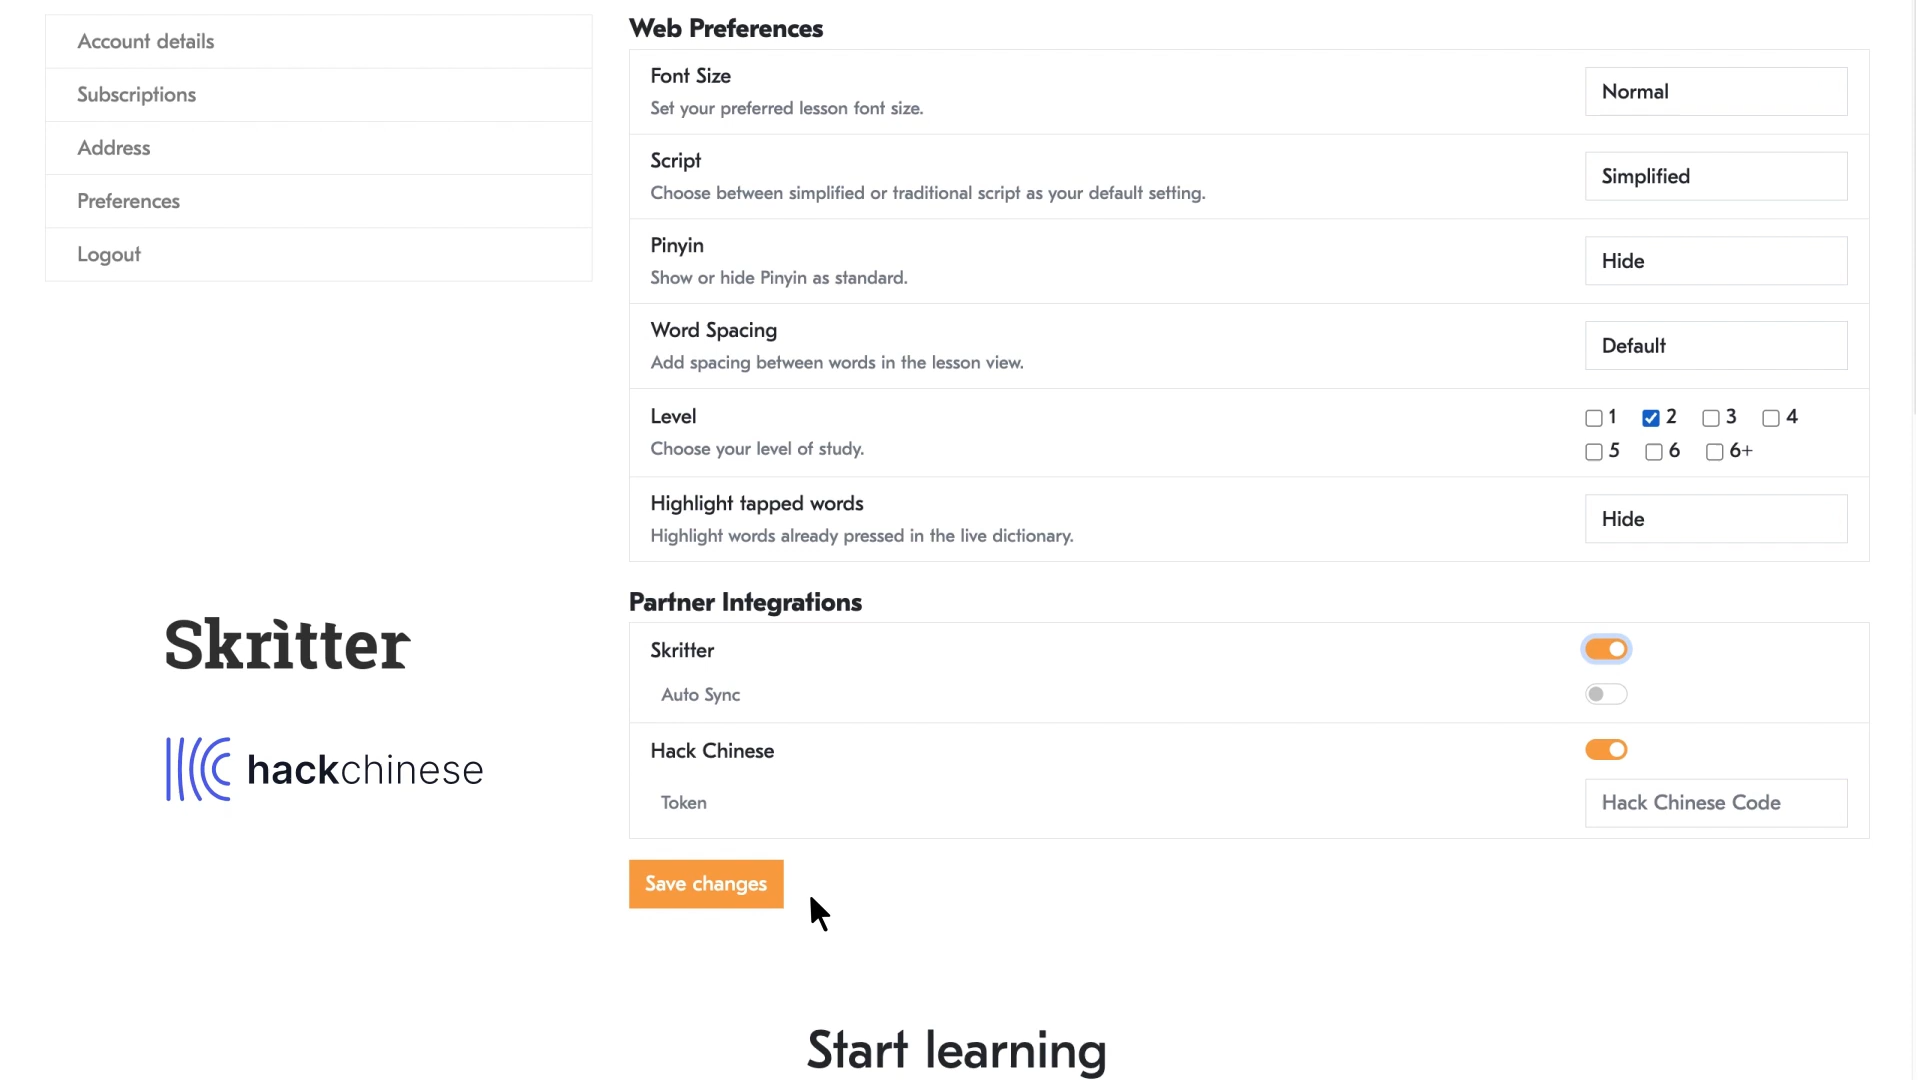 Account details
Subscriptions
Address
Preferences
Logout
Web Preferences
Font Size
Set your preferred lesson font size.
Normal
Script
Choose between simplified or traditional script as your default setting.
Simplified
Pinyin
Show or hide Pinyin as standard.
Hide
Word Spacing
Add spacing between words in the lesson view.
Default
Level
Choose your level of study.
1 2 3 4
5 6 6+
Highlight tapped words
Highlight words already pressed in the live dictionary.
Hide
Partner Integrations
Skritter
Auto Sync
Hack Chinese
Token
Hack Chinese Code
Save changes
Skritter
hackchinese
Start learning